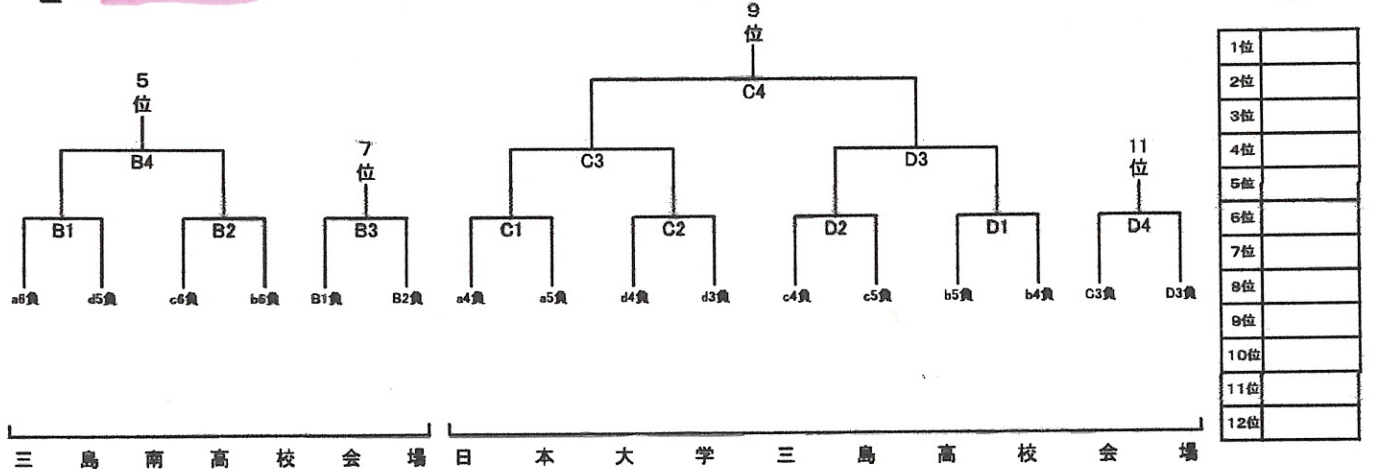 9
位
C4
5
位
B4
7
位
C3
D3
11
位
B1
B2
B3
C1
C2
D2
D1
D4
a6負
d5負
c6負
b6負
B1負
B2負
a4負
a5負
d4負
d3負
c4負
c5負
b5負
b4負
C3負
D3負
三島南高校会場
日本大学三島高校会場
1位
2位
3位
4位
5位
6位
7位
8位
9位
10位
11位
12位